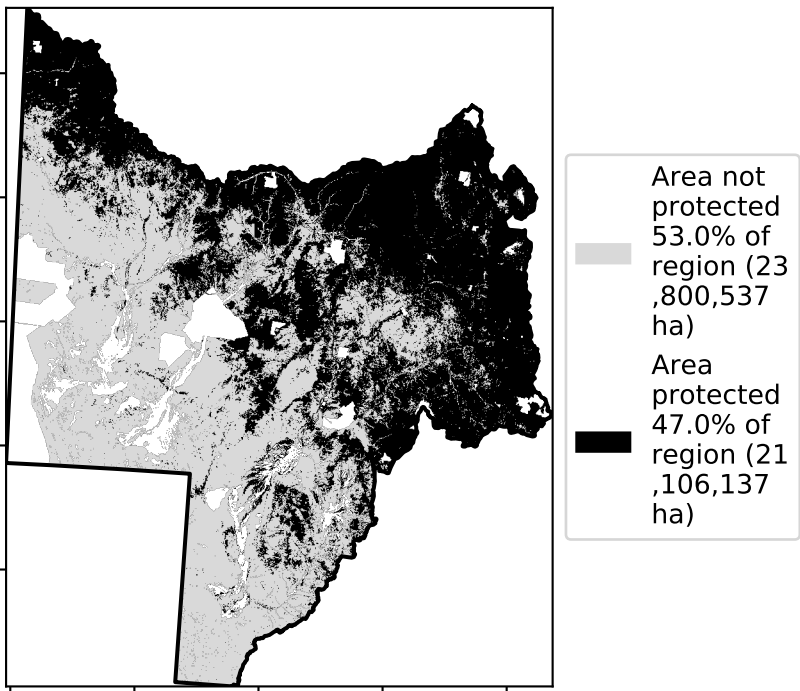 Area not
protected
53.0% of
region (23
,800,537
ha)
Area
protected
47.0% of
region (21
,106,137
ha)